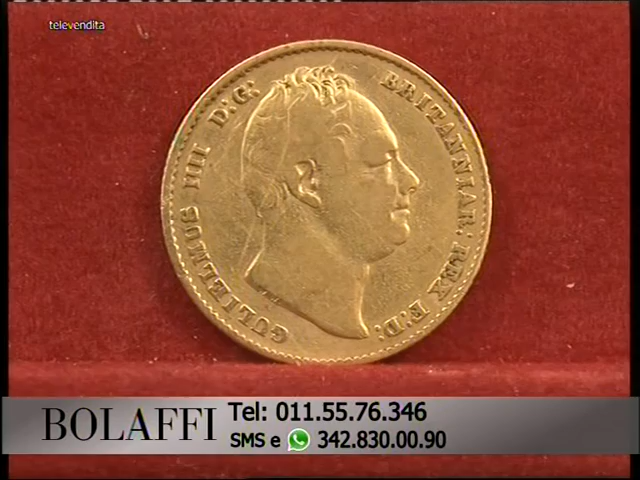 televendita
GULIELMUS IIII D: G: BRITANNIAR: REX F: D:
BOLAFFI
Tel: 011.55.76.346
SMS e 342.830.00.90